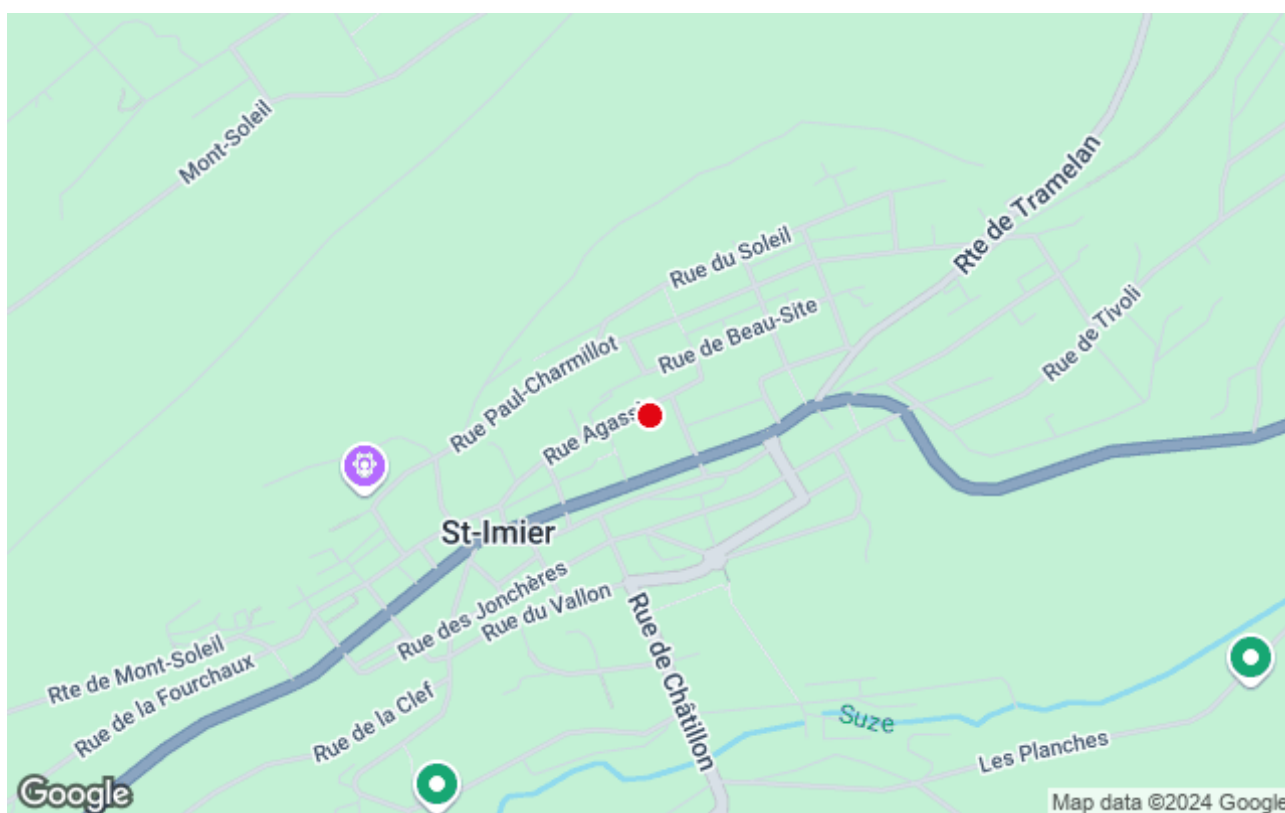 Mont-Soleil
Rte de Tramelan
Rue du Soleil
Rue de Beau-Site
Rue de Tivoli
Rue Paul-Charmillot
Rue Agass
St-Imier
Rue des Jonchères
Rue du Vallon
Rue de Châtillon
Rte de Mont-Soleil
Rue de la Fourchaux
Rue de la Clef
Suze
Les Planches
Google
Map data ©2024 Google